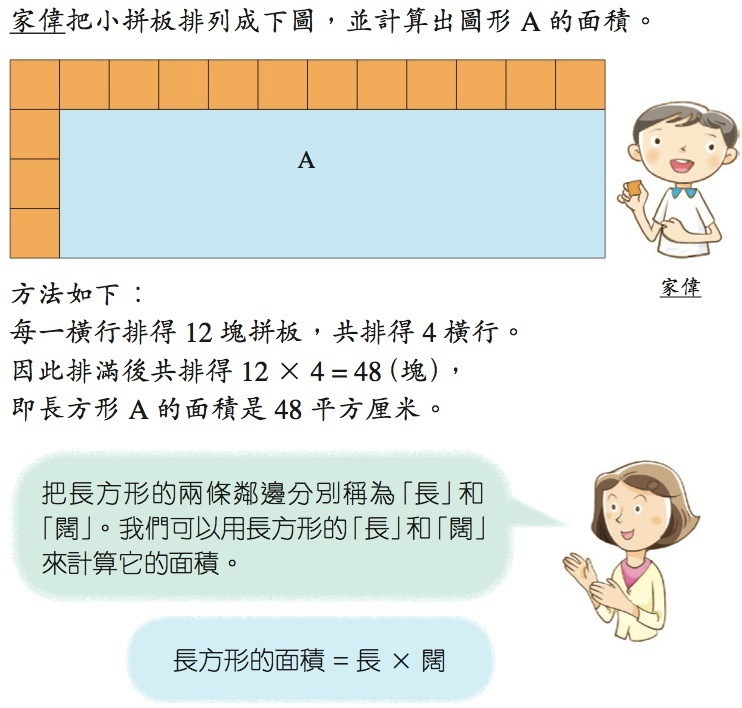 家偉把小拼板排列成下圖，並計算出圖形 A 的面積。
A
家偉
方法如下：
每一橫行排得 12 塊拼板，共排得 4 橫行。
因此排滿後共排得 12 × 4 = 48（塊），
即長方形 A 的面積是 48 平方厘米。
把長方形的兩條鄰邊分別稱為「長」和
「闊」。我們可以用長方形的「長」和「闊」
來計算它的面積。
長方形的面積 = 長 × 闊